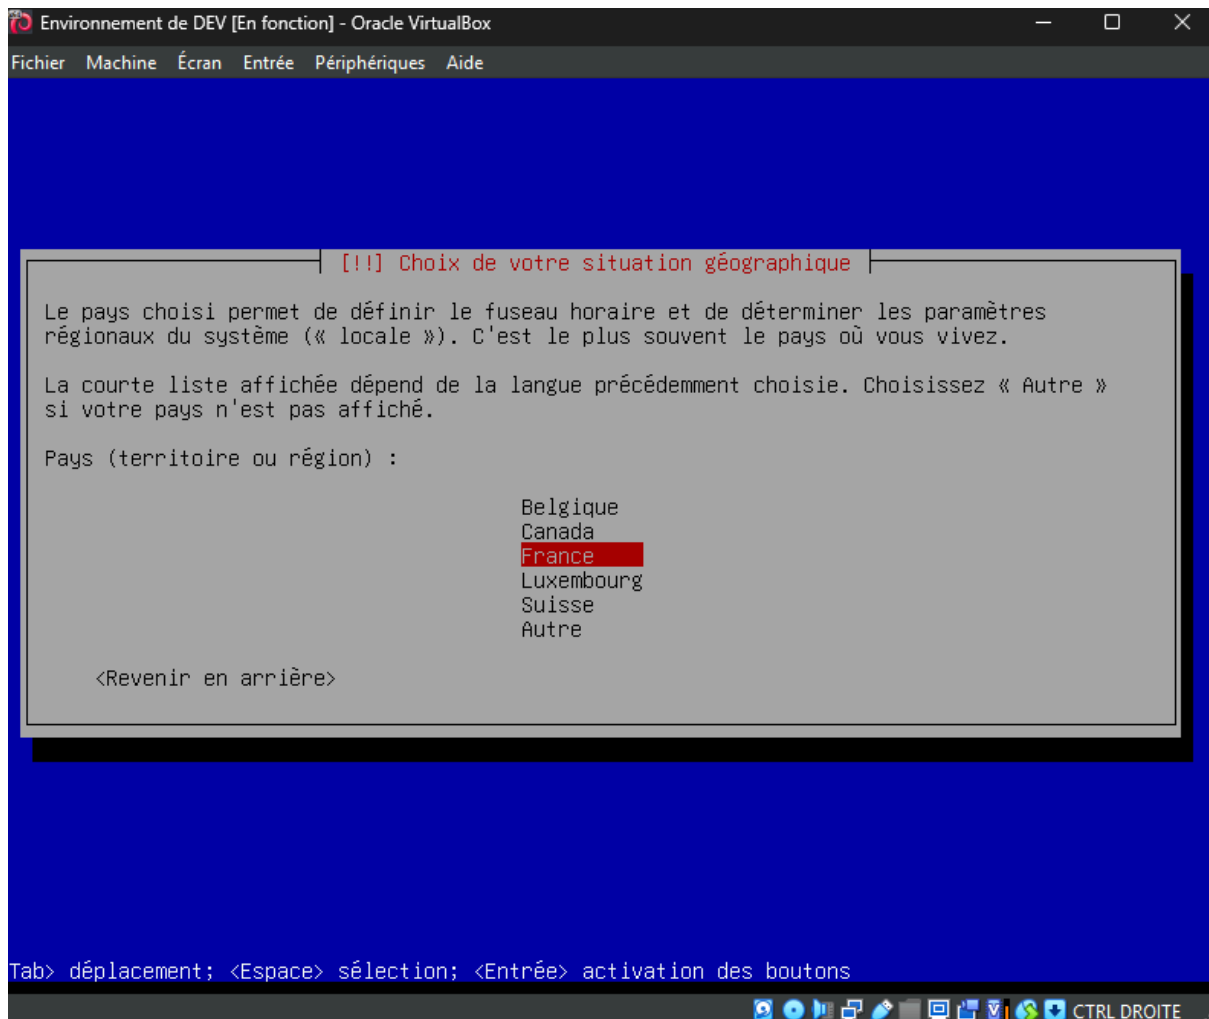 Environnement de DEV [En fonction] - Oracle VirtualBox
Fichier Machine Écran Entrée Périphériques Aide
[!!] Choix de votre situation géographique
Le pays choisi permet de définir le fuseau horaire et de déterminer les paramètres
régionaux du système (« locale »). C'est le plus souvent le pays où vous vivez.
La courte liste affichée dépend de la langue précédemment choisie. Choisissez « Autre »
si votre pays n'est pas affiché.
Pays (territoire ou région) :
Belgique
Canada
France
Luxembourg
Suisse
Autre
<Revenir en arrière>
Tab> déplacement; <Espace> sélection; <Entrée> activation des boutons
CTRL DROITE